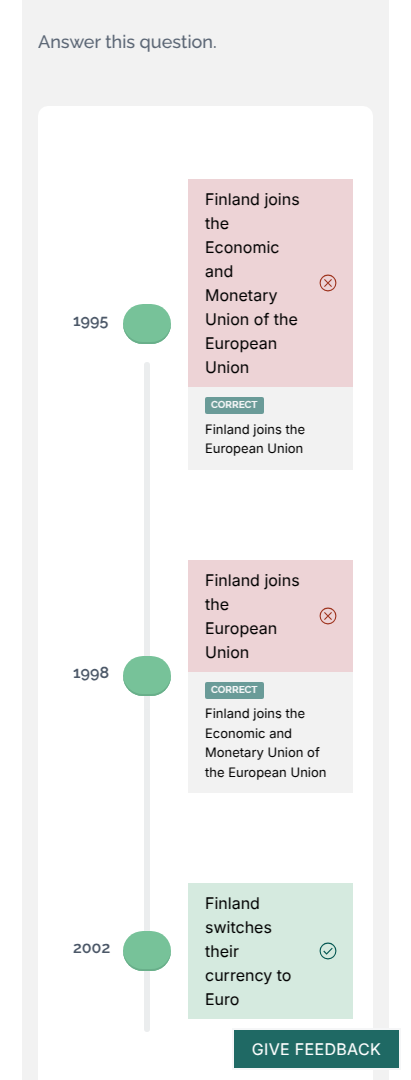 Answer this question.
Finland joins
the
Economic
and
Monetary
Union of the
European
Union
1995
CORRECT
Finland joins the
European Union
Finland joins
the
European
Union
1998
CORRECT
Finland joins the
Economic and
Monetary Union of
the European Union
Finland
switches
their
currency to
Euro
2002
GIVE FEEDBACK